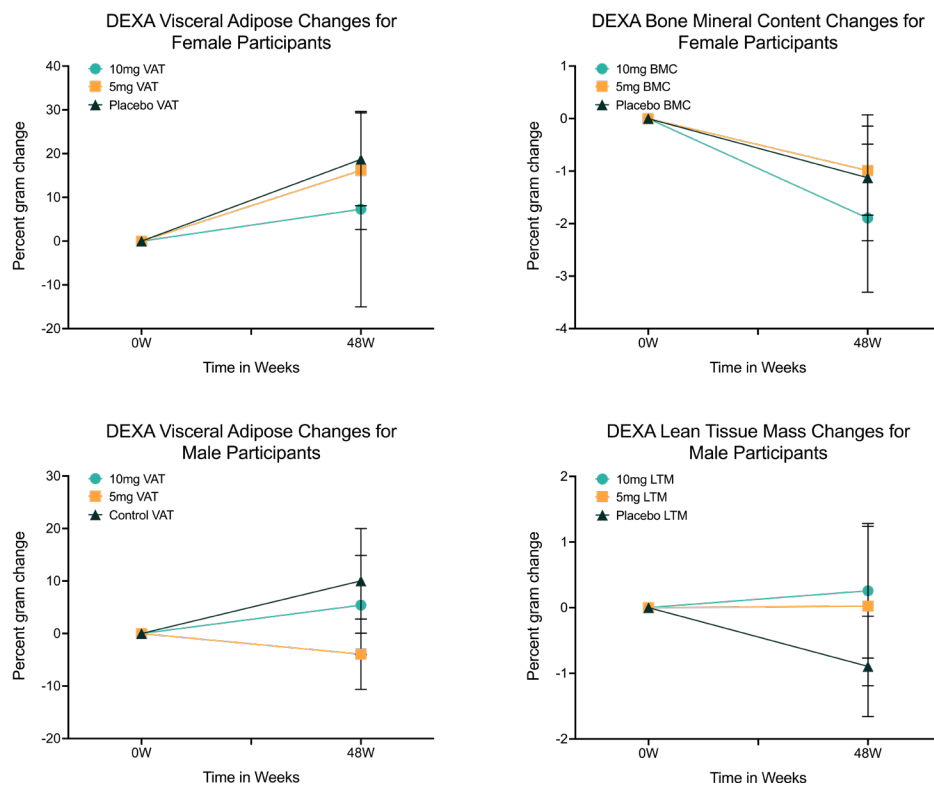 DEXA Visceral Adipose Changes for
Female Participants
40
30
20
10
0
-10
-20
10mg VAT
5mg VAT
Placebo VAT
Percent gram change
0W
48W
Time in Weeks
DEXA Bone Mineral Content Changes for
Female Participants
1
0
-1
-2
-3
-4
10mg BMC
5mg BMC
Placebo BMC
Percent gram change
0W
48W
Time in Weeks
DEXA Visceral Adipose Changes for
Male Participants
30
20
10
0
-10
-20
10mg VAT
5mg VAT
Control VAT
Percent gram change
0W
48W
Time in Weeks
DEXA Lean Tissue Mass Changes for
Male Participants
2
1
0
-1
-2
10mg LTM
5mg LTM
Placebo LTM
Percent gram change
0W
48W
Time in Weeks